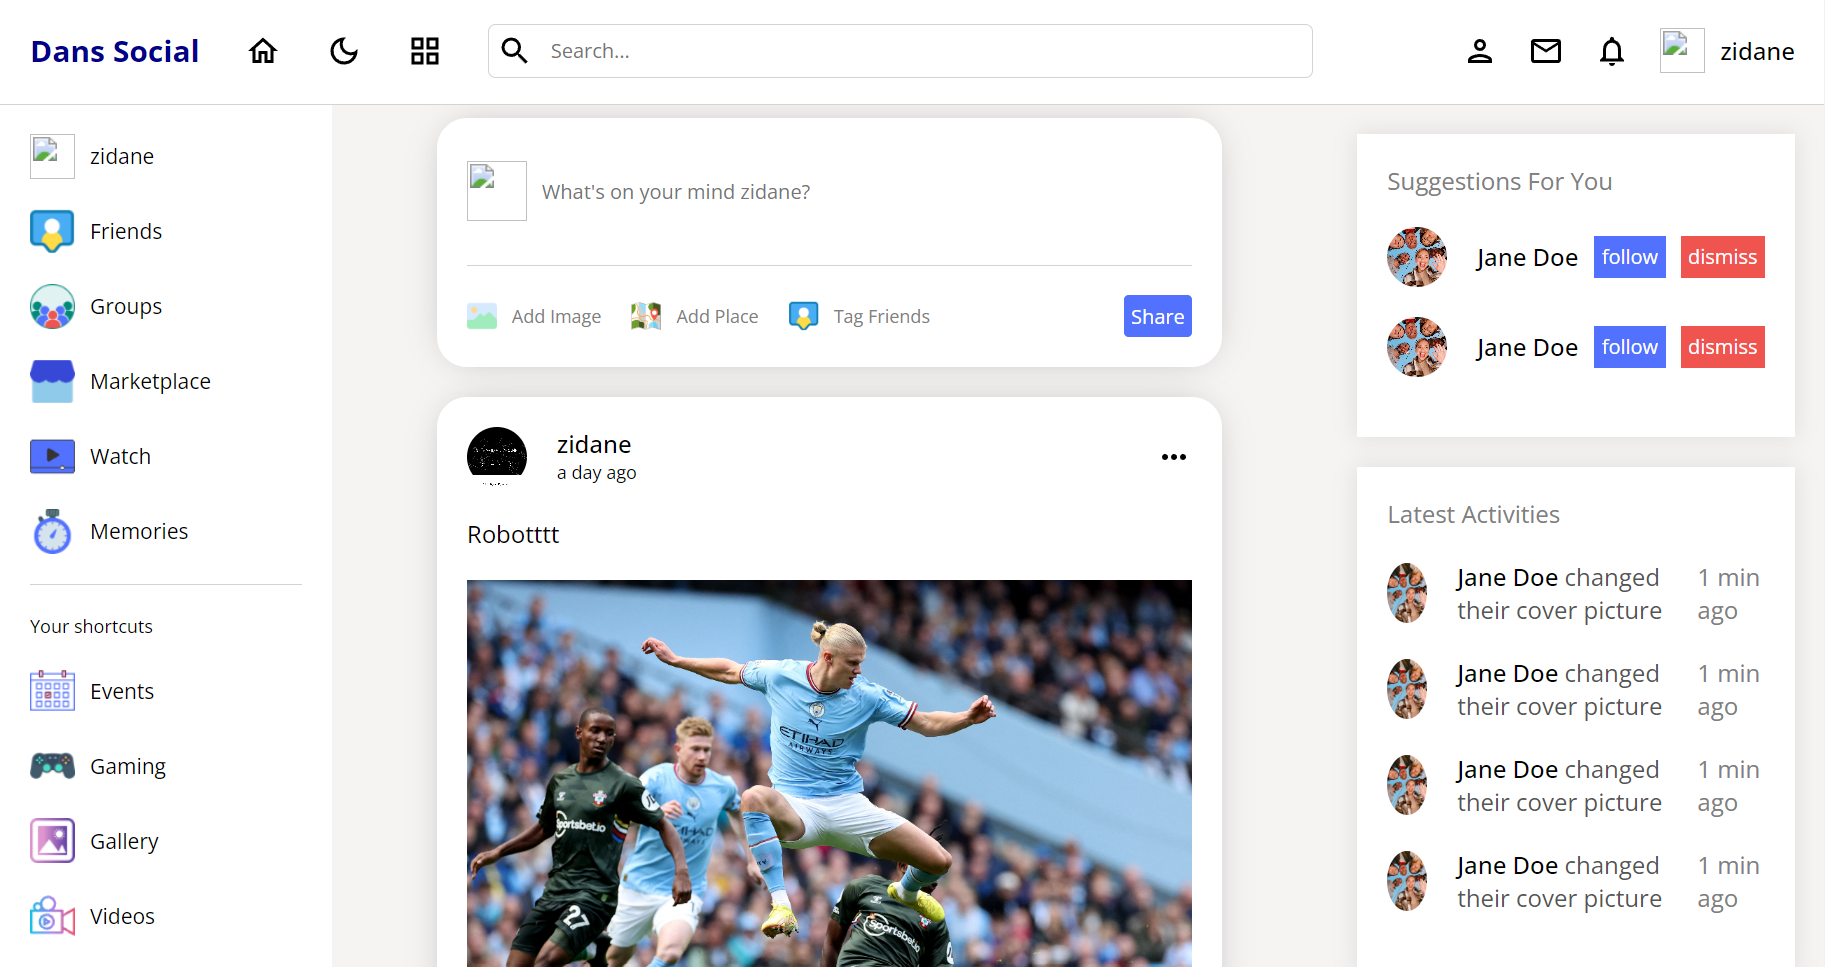 Dans Social
Search...
zidane
zidane
Friends
Groups
Marketplace
Watch
Memories
Your shortcuts
Events
Gaming
Gallery
Videos
What's on your mind zidane?
Add Image
Add Place
Tag Friends
Share
zidane
a day ago
Robotttt
ETIHAD
AIRWAYS
sportsbet.io
27
sportsbet.io
Suggestions For You
Jane Doe follow dismiss
Jane Doe follow dismiss
Latest Activities
Jane Doe changed 1 min
their cover picture ago
Jane Doe changed 1 min
their cover picture ago
Jane Doe changed 1 min
their cover picture ago
Jane Doe changed 1 min
their cover picture ago